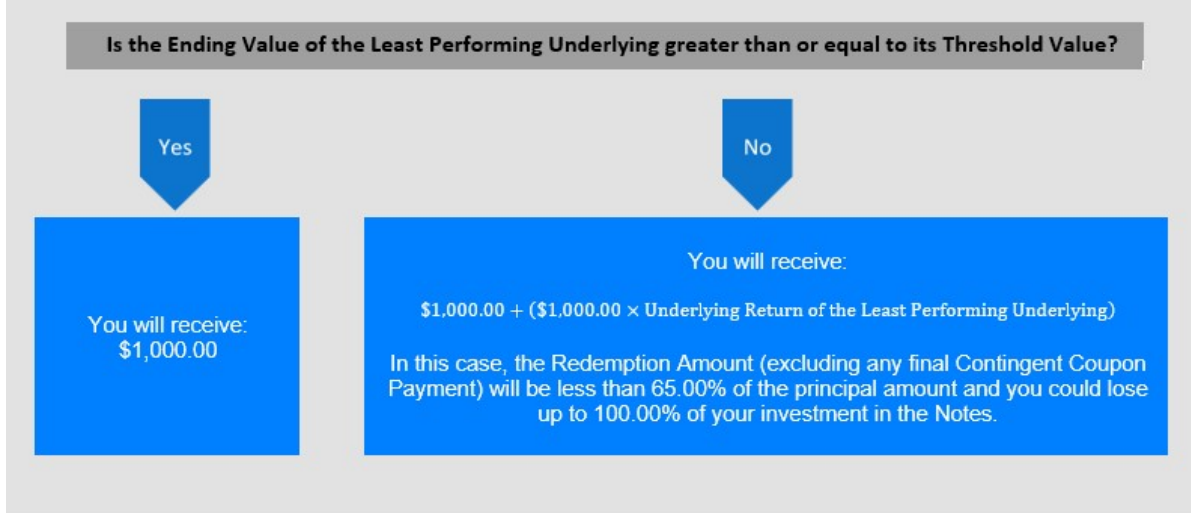 Is the Ending Value of the Least Performing Underlying greater than or equal to its Threshold Value?
Yes
No
You will receive:
$1,000.00
You will receive:
$1,000.00 + ($1,000.00 × Underlying Return of the Least Performing Underlying)
In this case, the Redemption Amount (excluding any final Contingent Coupon
Payment) will be less than 65.00% of the principal amount and you could lose
up to 100.00% of your investment in the Notes.